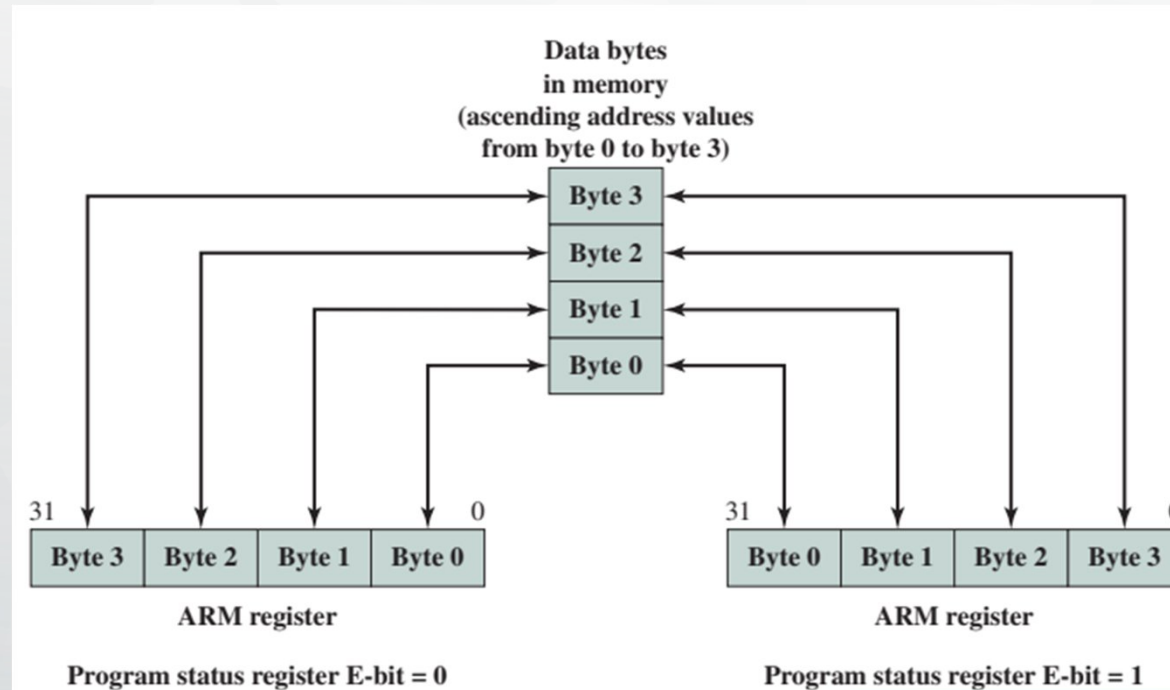 Data bytes
in memory
(ascending address values
from byte 0 to byte 3)
Byte 3
Byte 2
Byte 1
Byte 0
31 0
Byte 3 Byte 2 Byte 1 Byte 0
ARM register
Program status register E-bit = 0
31
Byte 0 Byte 1 Byte 2 Byte 3
ARM register
Program status register E-bit = 1